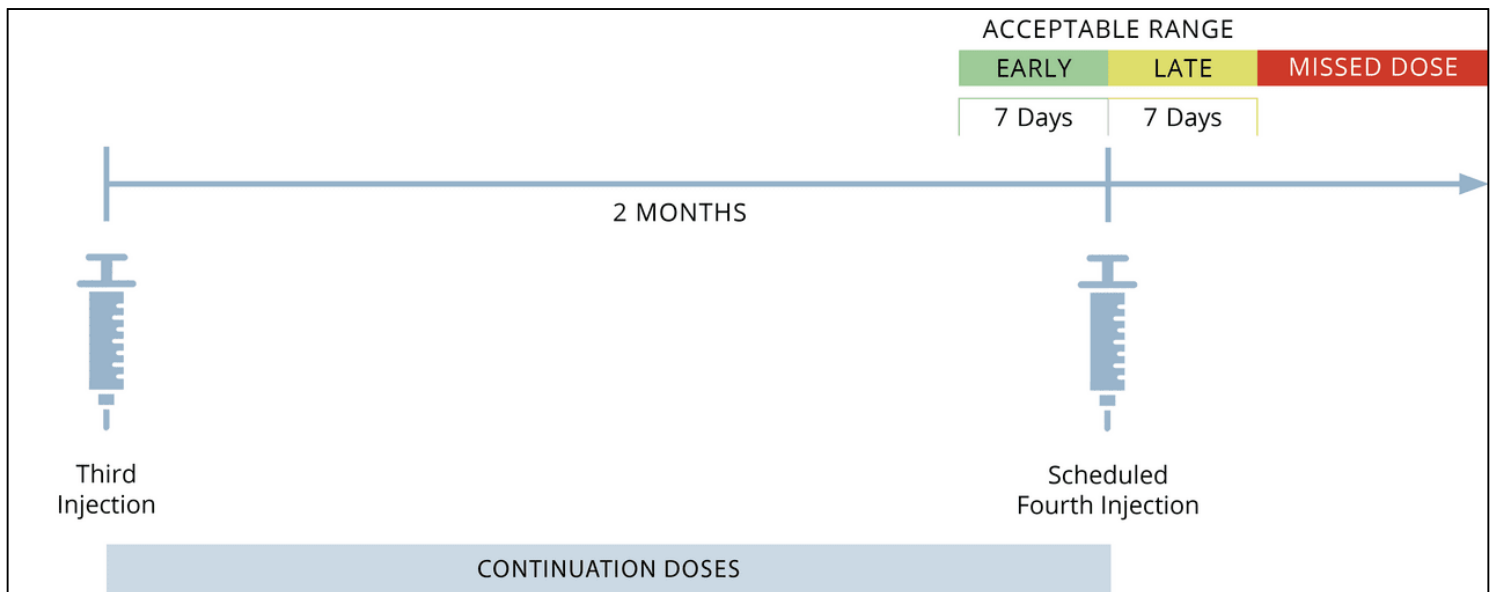 ACCEPTABLE RANGE
EARLY LATE MISSED DOSE
7 Days 7 Days
2 MONTHS
Third
Injection
Scheduled
Fourth Injection
CONTINUATION DOSES